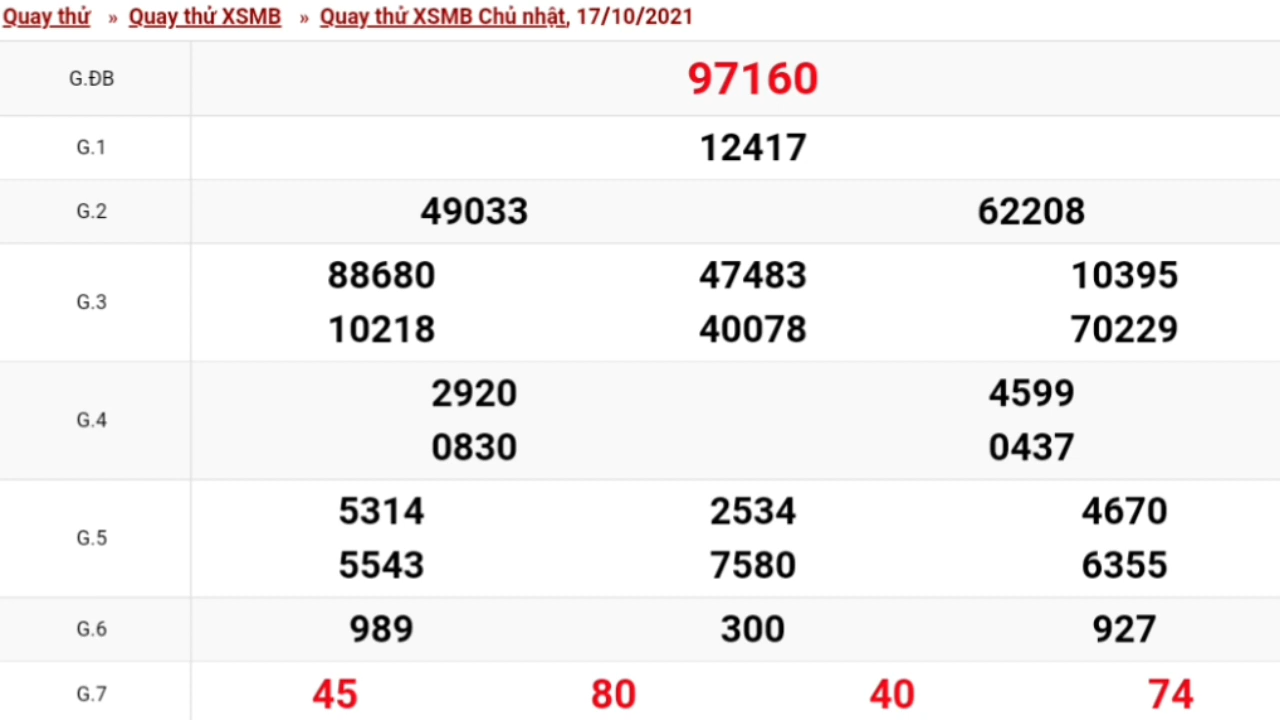 Quay thử » Quay thử XSMB » Quay thử XSMB Chủ nhật, 17/10/2021
G.ĐB 97160
G.1 12417
G.2 49033 62208
G.3 88680 47483 10395
10218 40078 70229
G.4 2920 4599
0830 0437
G.5 5314 2534 4670
5543 7580 6355
G.6 989 300 927
G.7 45 80 40 74